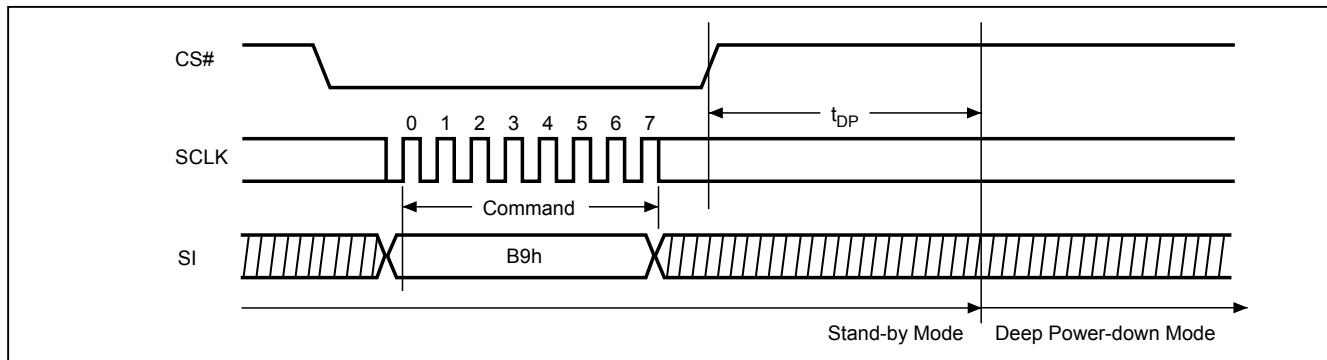 CS#
t_DP
0 1 2 3 4 5 6 7
SCLK
Command
SI
B9h
Stand-by Mode Deep Power-down Mode